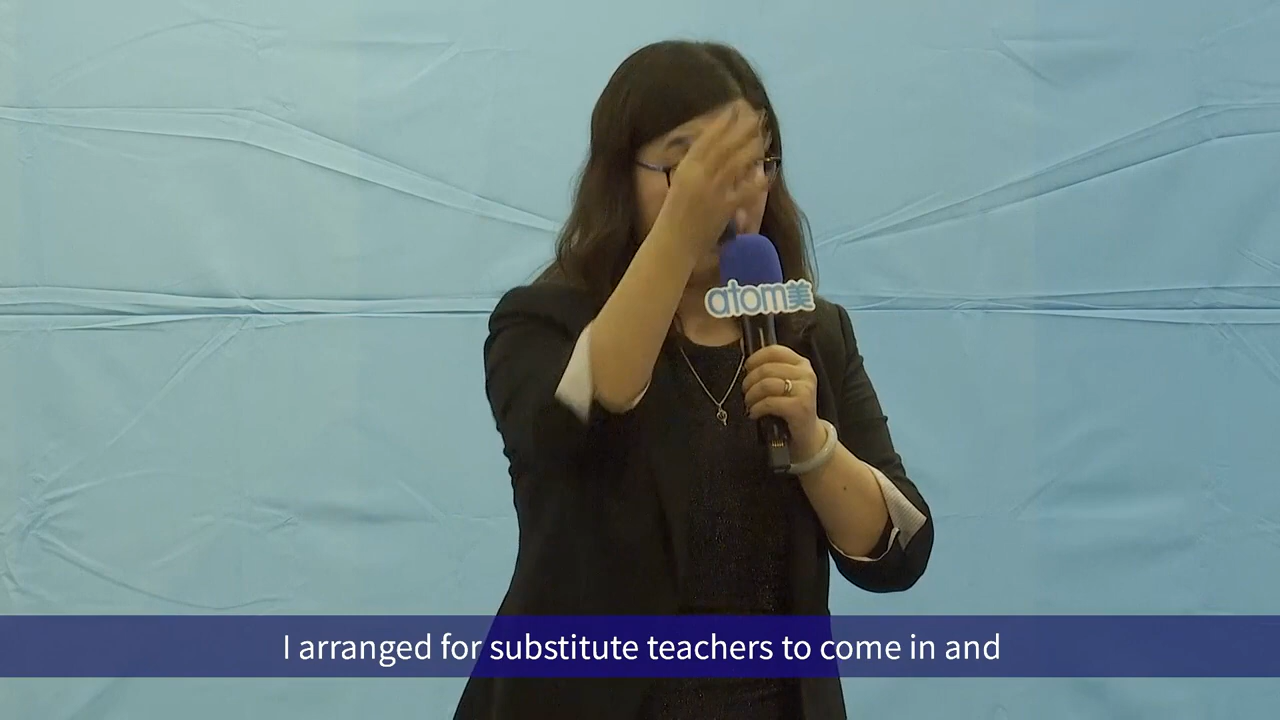 atom美
I arranged for substitute teachers to come in and